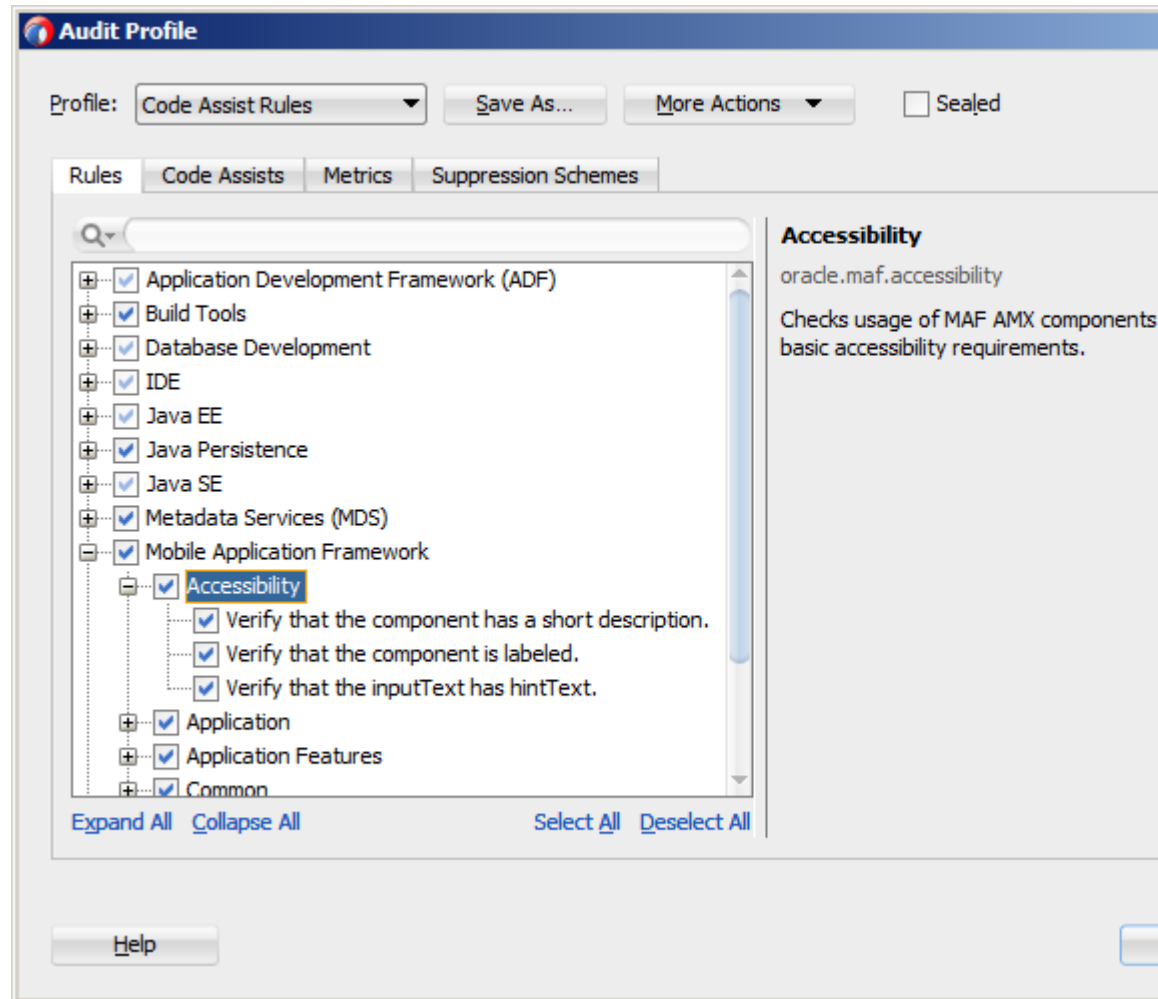 Audit Profile
Profile: Code Assist Rules Save As... More Actions Sealed
Rules Code Assists Metrics Suppression Schemes
Application Development Framework (ADF)
Build Tools
Database Development
IDE
Java EE
Java Persistence
Java SE
Metadata Services (MDS)
Mobile Application Framework
Accessibility
Verify that the component has a short description.
Verify that the component is labeled.
Verify that the inputText has hintText.
Application
Application Features
Common
Expand All Collapse All Select All Deselect All
Accessibility
oracle.maf.accessibility
Checks usage of MAF AMX components
basic accessibility requirements.
Help